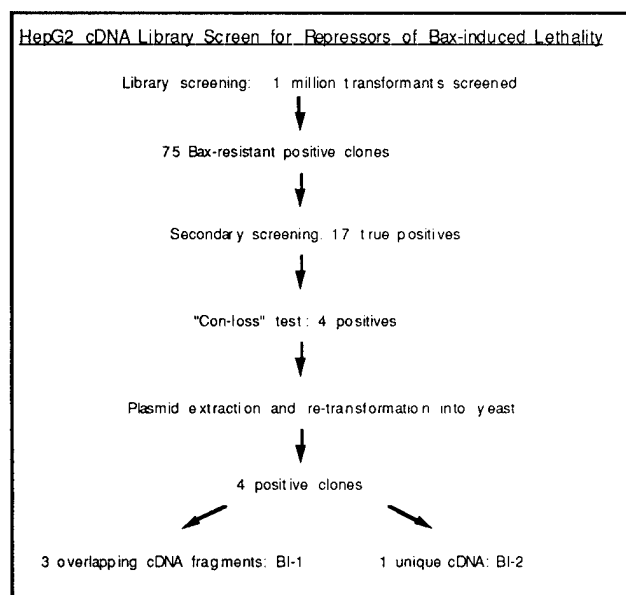 HepG2 cDNA Library Screen for Repressors of Bax-induced Lethality
Library screening: 1 million transformants screened
75 Bax-resistant positive clones
Secondary screening. 17 true positives
"Con-loss" test: 4 positives
Plasmid extraction and re-transformation into yeast
4 positive clones
3 overlapping cDNA fragments: BI-1
1 unique cDNA: BI-2